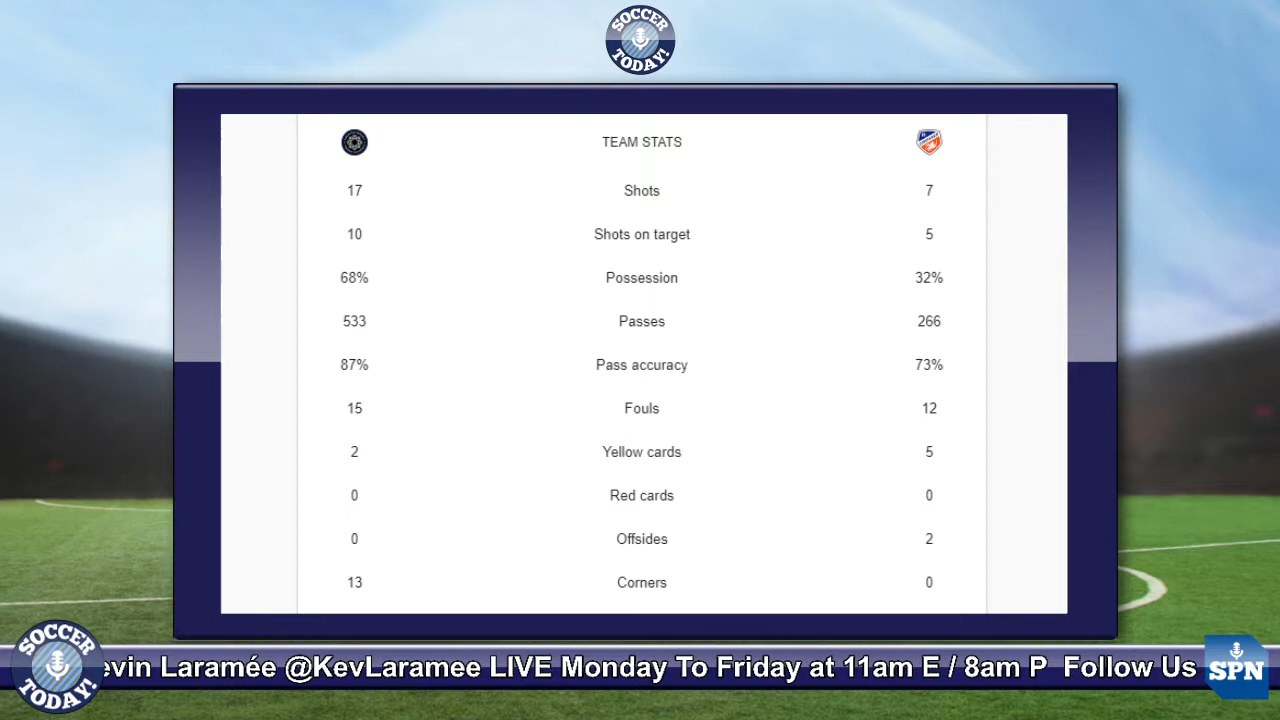 SOCCER
TODAY!
TEAM STATS
17 Shots 7
10 Shots on target 5
68% Possession 32%
533 Passes 266
87% Pass accuracy 73%
15 Fouls 12
2 Yellow cards 5
0 Red cards 0
0 Offsides 2
13 Corners 0
SOCCER
TODAY!
evin Laramée @KevLaramee LIVE Monday To Friday at 11am E / 8am P Follow Us
SPN